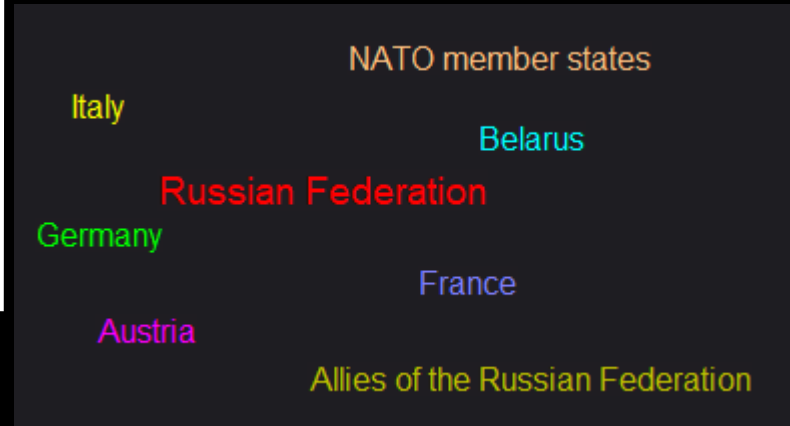 NATO member states
Italy
Belarus
Russian Federation
Germany
France
Austria
Allies of the Russian Federation